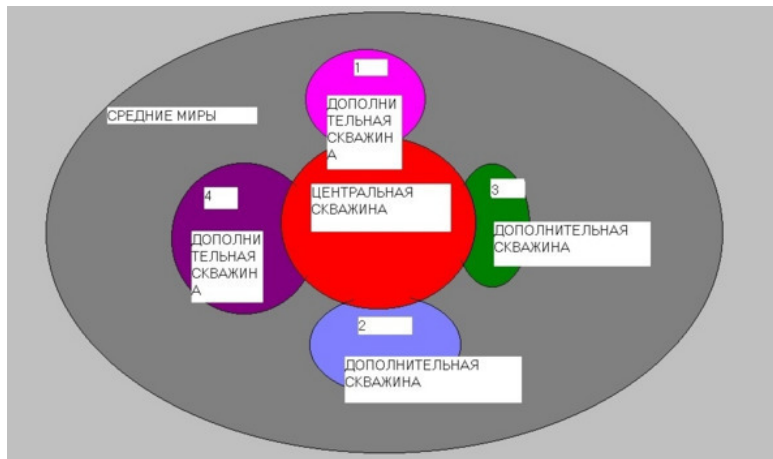 1
ДОПОЛНИ
ТЕЛЬНАЯ
СКВАЖИН
А
СРЕДНИЕ МИРЫ
4
ДОПОЛНИ
ТЕЛЬНАЯ
СКВАЖИН
А
ЦЕНТРАЛЬНАЯ
СКВАЖИНА
3
ДОПОЛНИТЕЛЬНАЯ
СКВАЖИНА
2
ДОПОЛНИТЕЛЬНАЯ
СКВАЖИНА